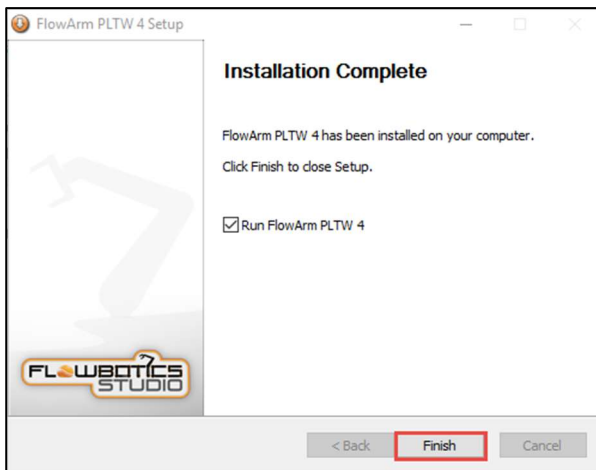 FlowArm PLTW 4 Setup
Installation Complete
FlowArm PLTW 4 has been installed on your computer.
Click Finish to close Setup.
Run FlowArm PLTW 4
FLOWBOTICS
STUDIO
< Back
Finish
Cancel